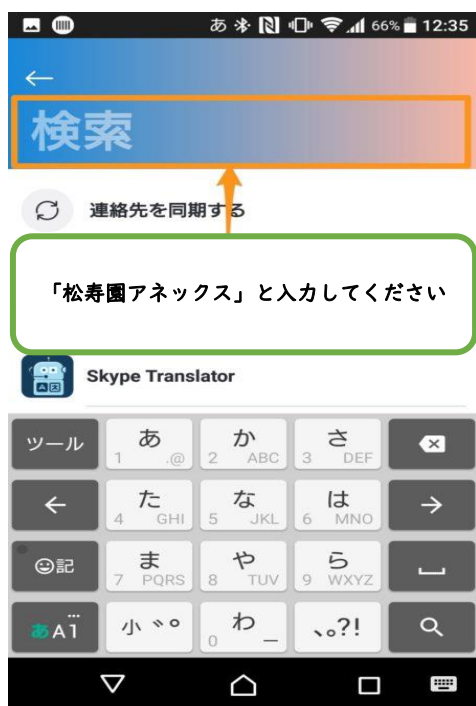 あ 66% 12:35
検索
連絡先を同期する
「松寿園アネックス」と入力してください
Skype Translator
ツール あ 1 .@ か 2 ABC さ 3 DEF
た 4 GHI な 5 JKL は 6 MNO
記 ま 7 PQRS や 8 TUV ら 9 WXYZ
あA1 小 ゛゜ わ 0 _ 、。?!